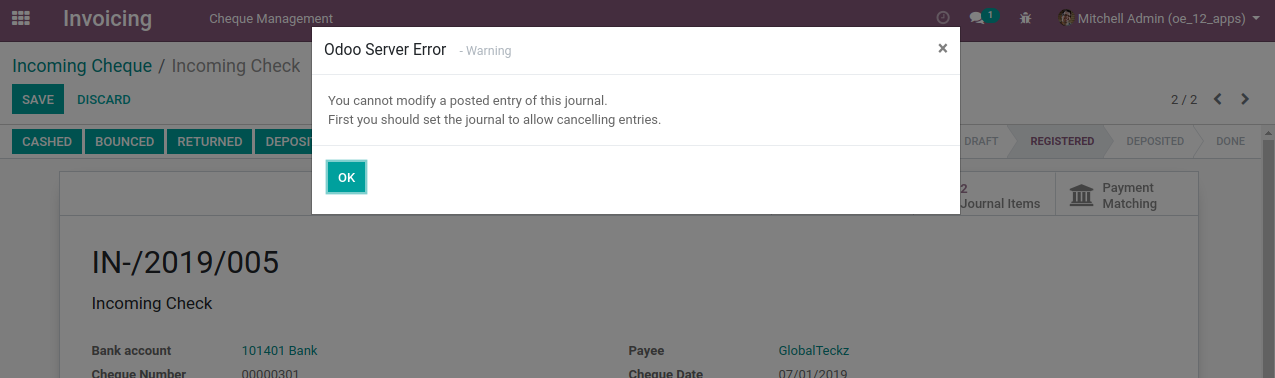 Invoicing Cheque Management 1 Mitchell Admin (oe_12_apps)
Odoo Server Error - Warning ×
Incoming Cheque / Incoming Check
You cannot modify a posted entry of this journal.
First you should set the journal to allow cancelling entries.
SAVE DISCARD 2 / 2
CASHED BOUNCED RETURNED DEPOSIT DRAFT REGISTERED DEPOSITED DONE
OK
2 Journal Items
Payment Matching
IN-/2019/005
Incoming Check
Bank account 101401 Bank Payee GlobalTeckz
Cheque Number 00000301 Cheque Date 07/01/2019